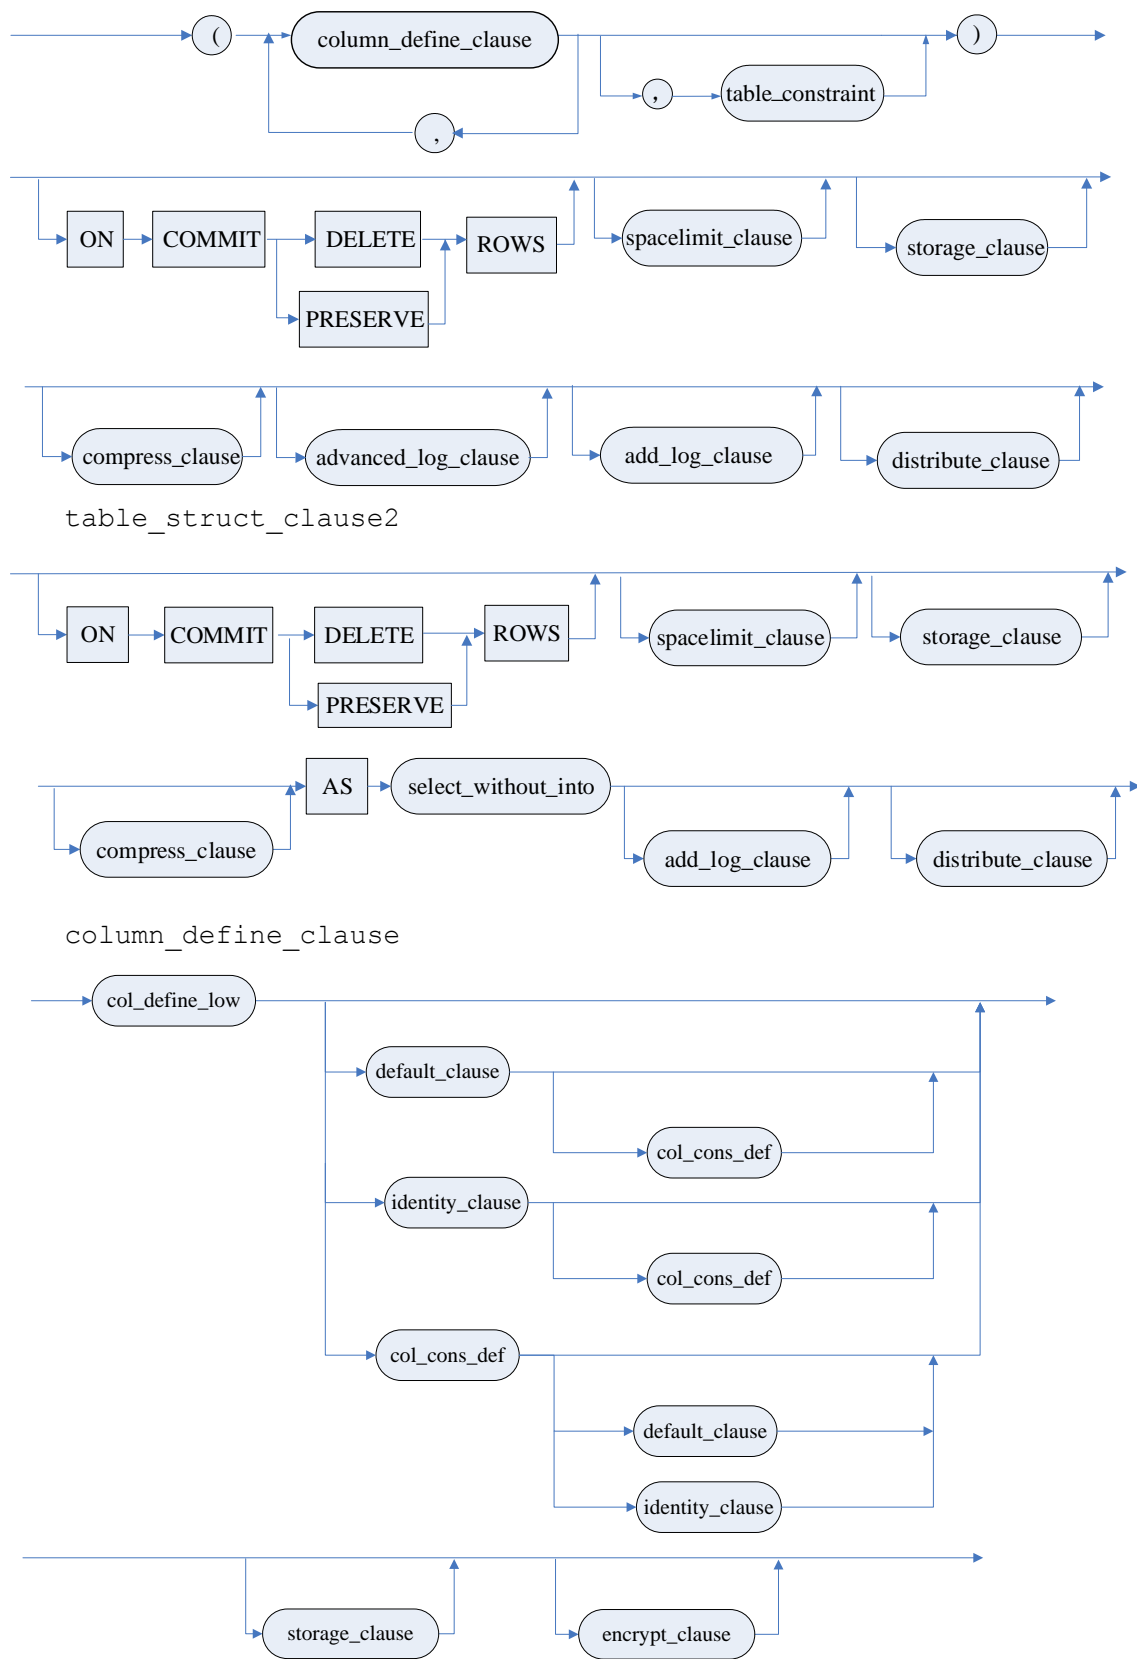 ( column_define_clause )
, table_constraint
,
ON COMMIT DELETE ROWS spacelimit_clause storage_clause
PRESERVE
compress_clause advanced_log_clause add_log_clause distribute_clause
table_struct_clause2
ON COMMIT DELETE ROWS spacelimit_clause storage_clause
PRESERVE
AS select_without_into
compress_clause add_log_clause distribute_clause
column_define_clause
col_define_low
default_clause
col_cons_def
identity_clause
col_cons_def
col_cons_def
default_clause
identity_clause
storage_clause encrypt_clause